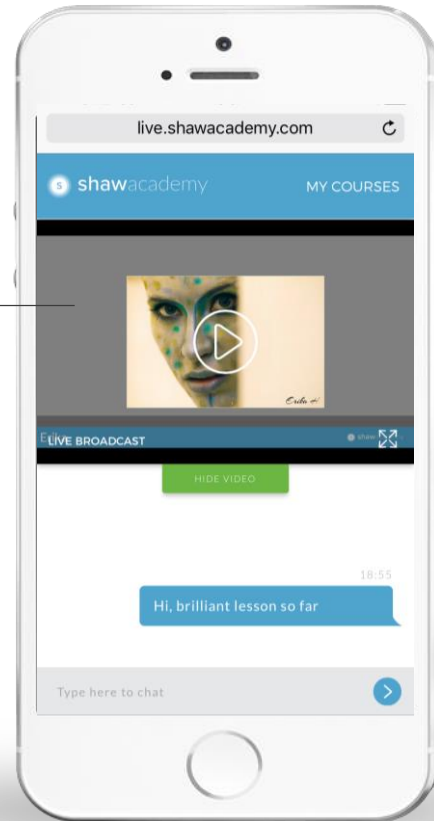 live.shawacademy.com
S shawacademy
MY COURSES
LIVE BROADCAST
HIDE VIDEO
18:55
Hi, brilliant lesson so far
Type here to chat